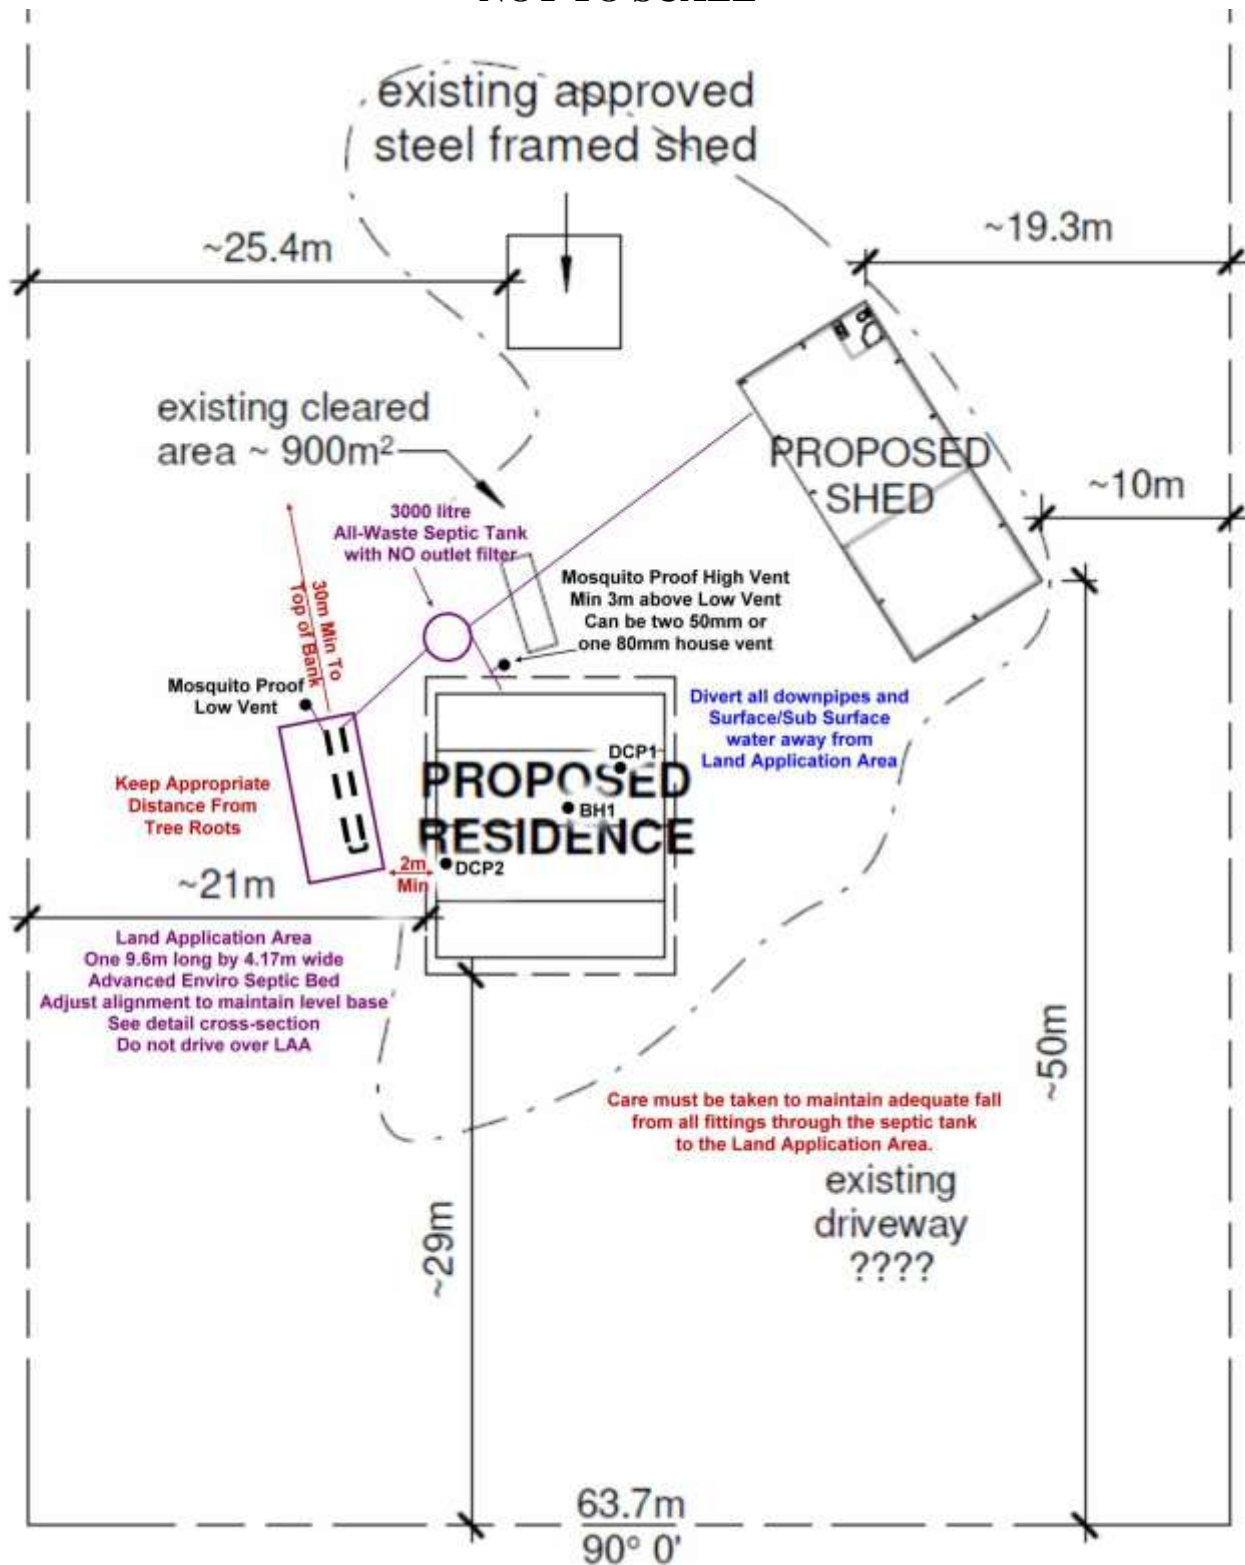 NOT TO SCALE
existing approved
steel framed shed
~25.4m
~19.3m
existing cleared
area ~ 900m²
PROPOSED
SHED
~10m
3000 litre
All-Waste Septic Tank
with NO outlet filter
30m Min To
Top of Bank
Mosquito Proof High Vent
Min 3m above Low Vent
Can be two 50mm or
one 80mm house vent
Mosquito Proof
Low Vent
Divert all downpipes and
Surface/Sub Surface
water away from
Land Application Area
Keep Appropriate
Distance From
Tree Roots
DCP1
PROPOSED
BH1
RESIDENCE
DCP2
2m
Min
~21m
Land Application Area
One 9.6m long by 4.17m wide
Advanced Enviro Septic Bed
Adjust alignment to maintain level base
See detail cross-section
Do not drive over LAA
~50m
Care must be taken to maintain adequate fall
from all fittings through the septic tank
to the Land Application Area.
existing
driveway
????
~29m
63.7m
90° 0'